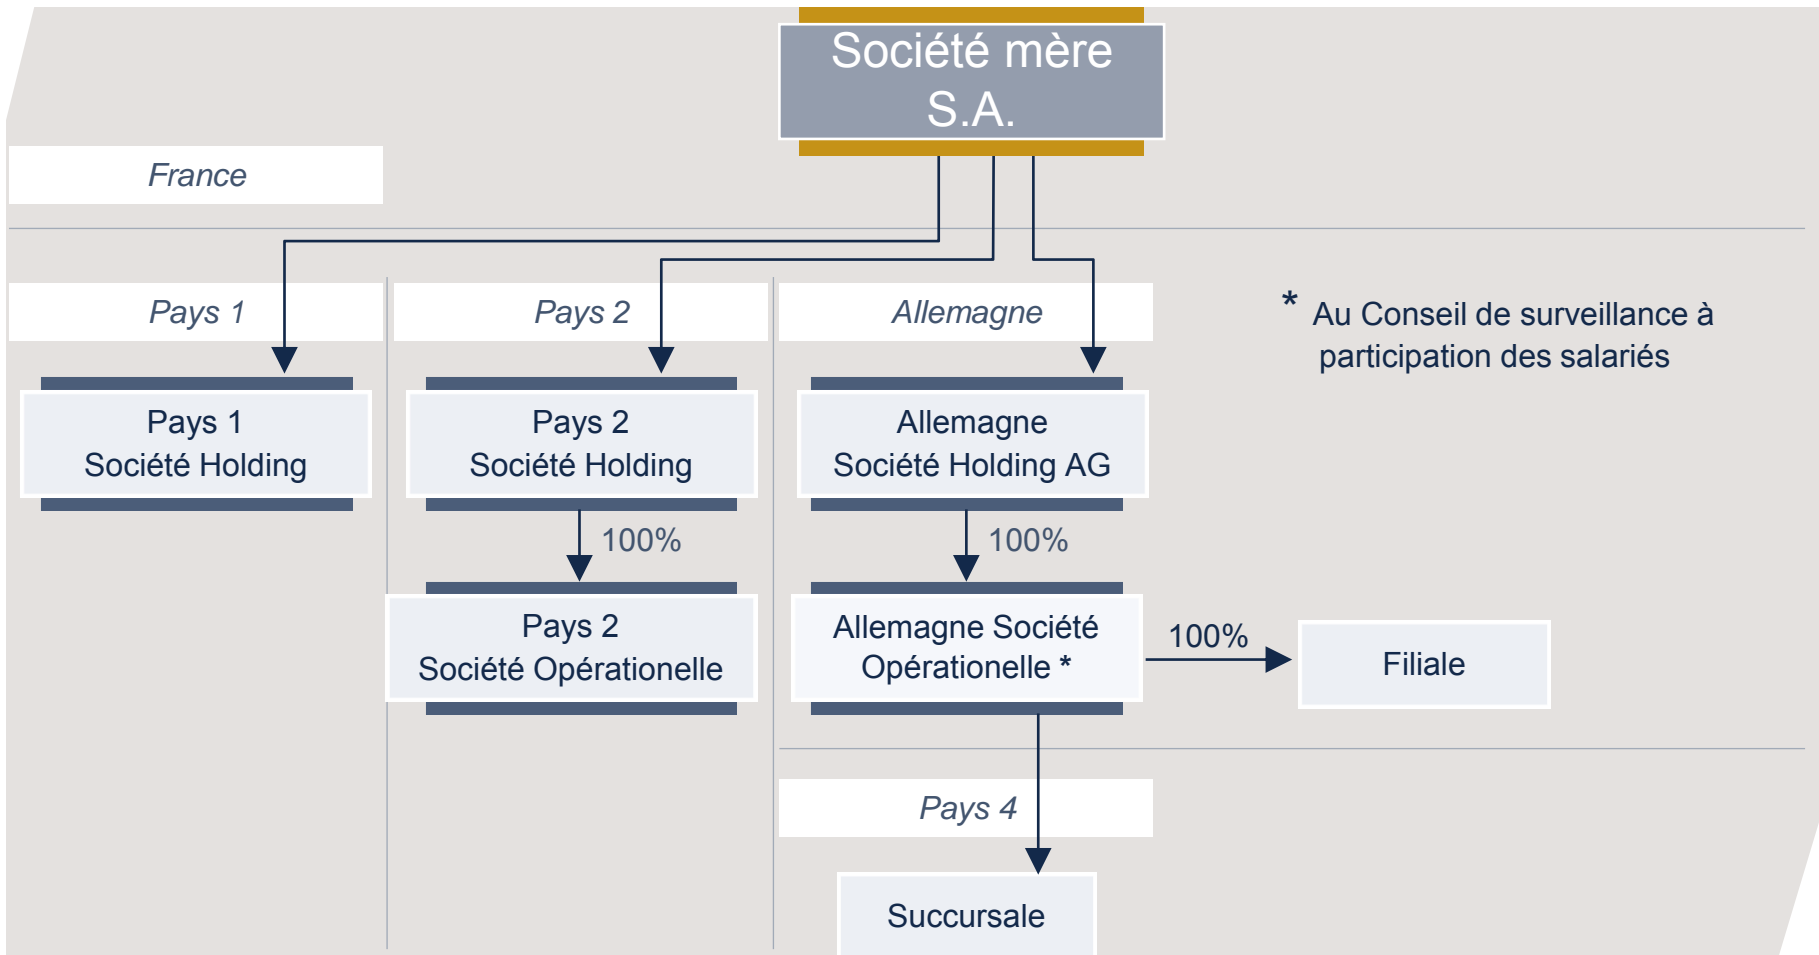 Société mère
S.A.
France
Pays 1
Pays 2
Allemagne
* Au Conseil de surveillance à
participation des salariés
Pays 1
Société Holding
Pays 2
Société Holding
Allemagne
Société Holding AG
100%
100%
Pays 2
Société Opérationelle
Allemagne Société
Opérationelle *
100%
Filiale
Pays 4
Succursale